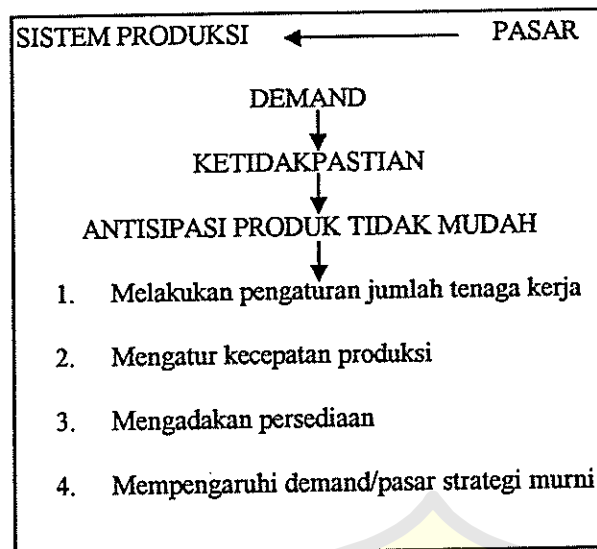 SISTEM PRODUKSI PASAR
DEMAND
KETIDAKPASTIAN
ANTISIPASI PRODUK TIDAK MUDAH
1. Melakukan pengaturan jumlah tenaga kerja
2. Mengatur kecepatan produksi
3. Mengadakan persediaan
4. Mempengaruhi demand/pasar strategi murni